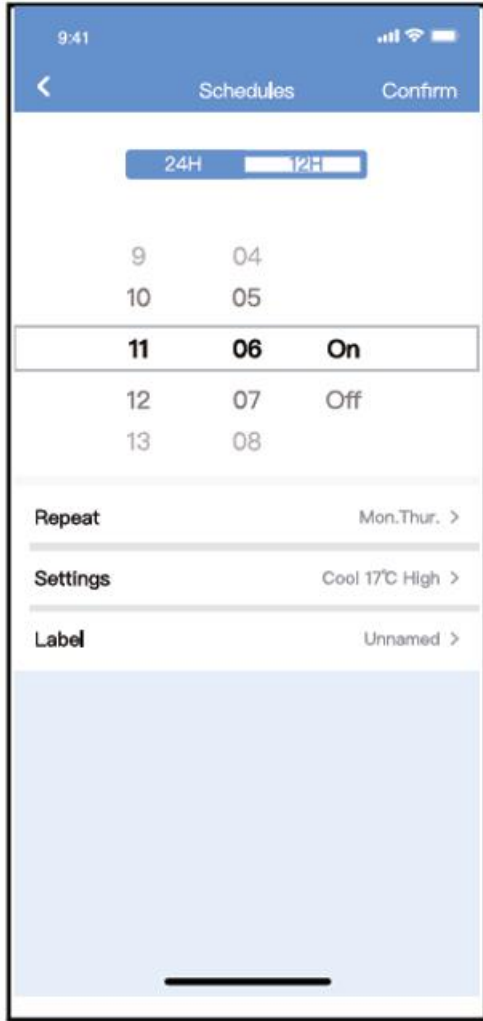 9:41
Schedules Confirm
24H 12H
9 04
10 05
11 06 On
12 07 Off
13 08
Repeat Mon.Thur. >
Settings Cool 17℃ High >
Label Unnamed >